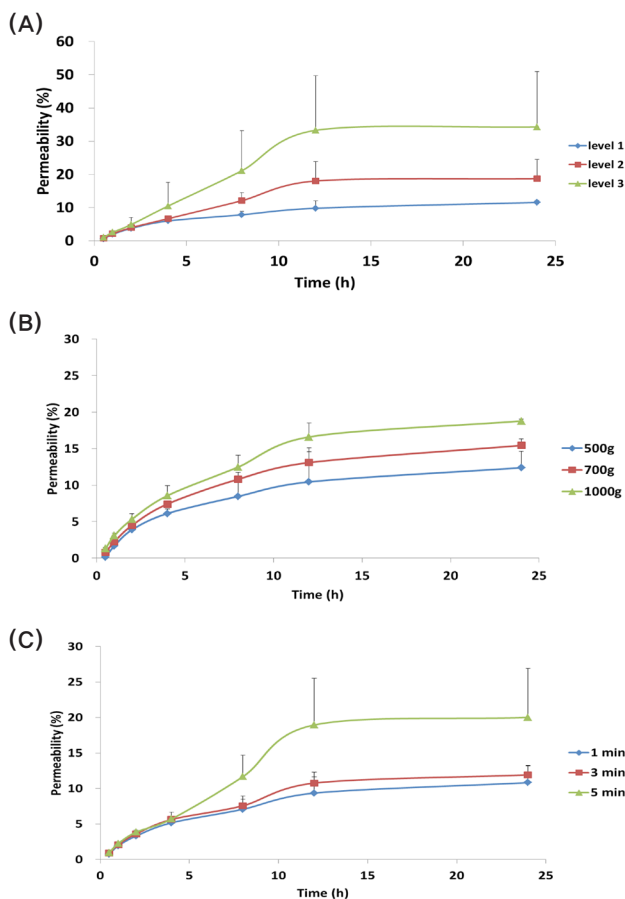 (A)
60
50
40
30
20
10
0
Permeability (%)
0 5 10 15 20 25
Time (h)
level 1
level 2
level 3
(B)
30
25
20
15
10
5
0
Permeability (%)
0 5 10 15 20 25
Time (h)
500g
700g
1000g
(C)
30
25
20
15
10
5
0
Permeability (%)
0 5 10 15 20 25
Time (h)
1 min
3 min
5 min